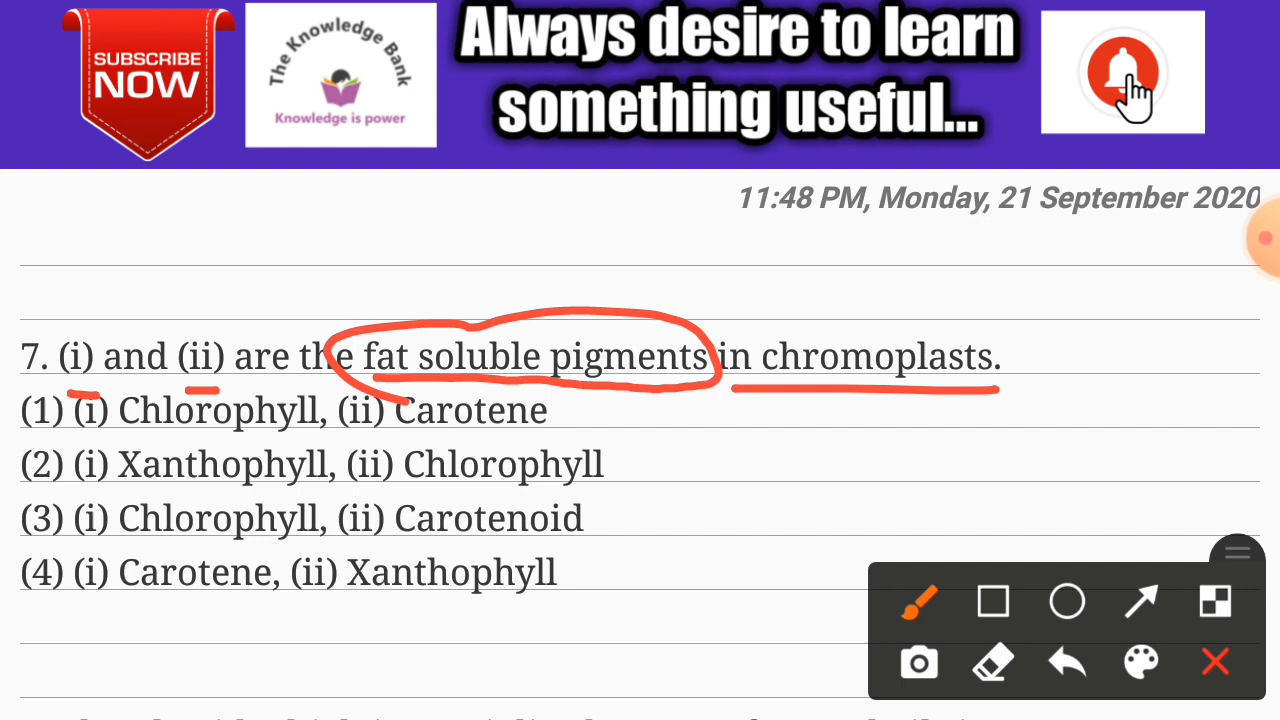 SUBSCRIBE
NOW
The Knowledge Bank
Knowledge is power
Always desire to learn
something useful...
11:48 PM, Monday, 21 September 2020
7. (i) and (ii) are the fat soluble pigments in chromoplasts.
(1) (i) Chlorophyll, (ii) Carotene
(2) (i) Xanthophyll, (ii) Chlorophyll
(3) (i) Chlorophyll, (ii) Carotenoid
(4) (i) Carotene, (ii) Xanthophyll